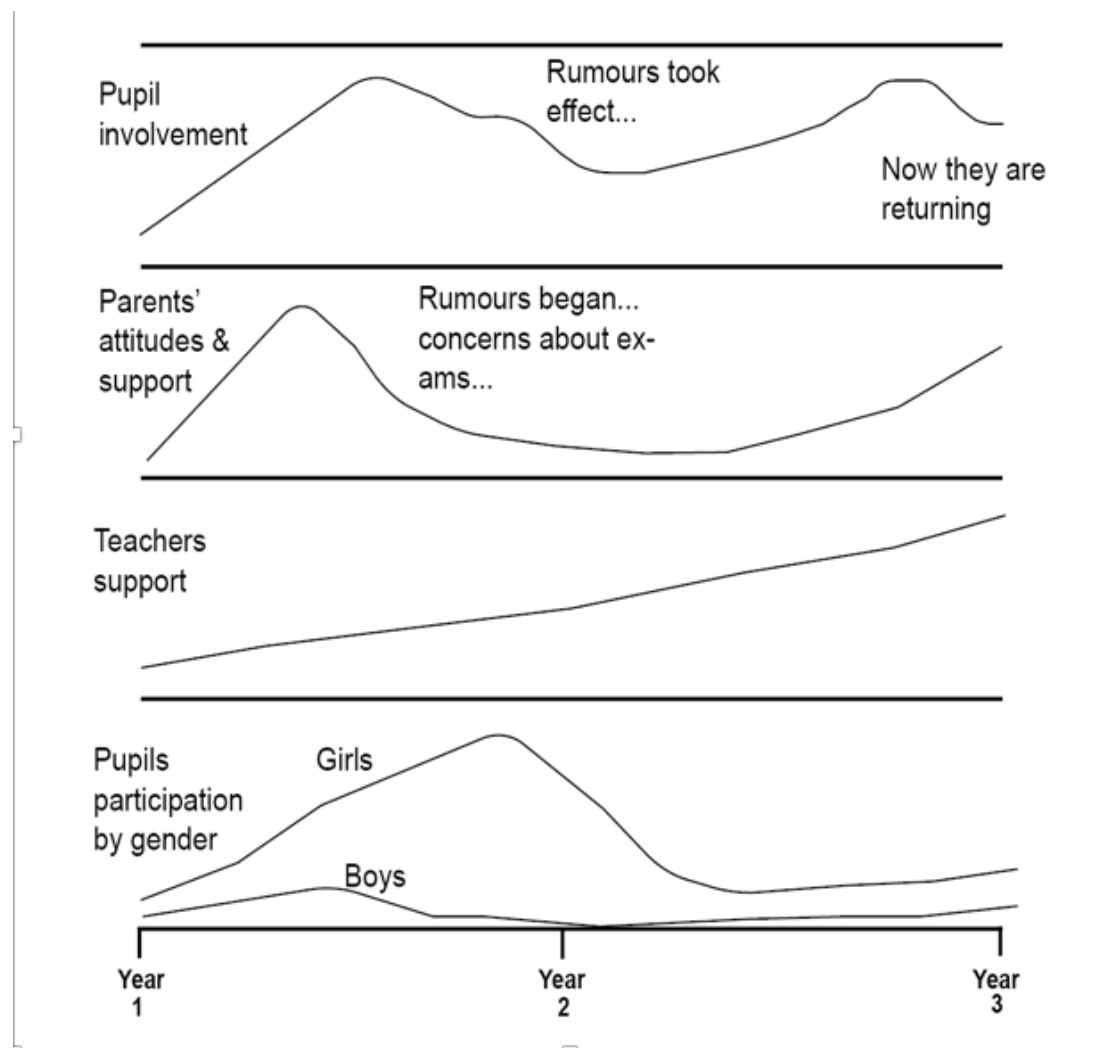 Pupil
involvement
Rumours took
effect...
Now they are
returning
Parents’
attitudes &
support
Rumours began...
concerns about ex-
ams...
Teachers
support
Pupils
participation
by gender
Girls
Boys
Year
1
Year
2
Year
3